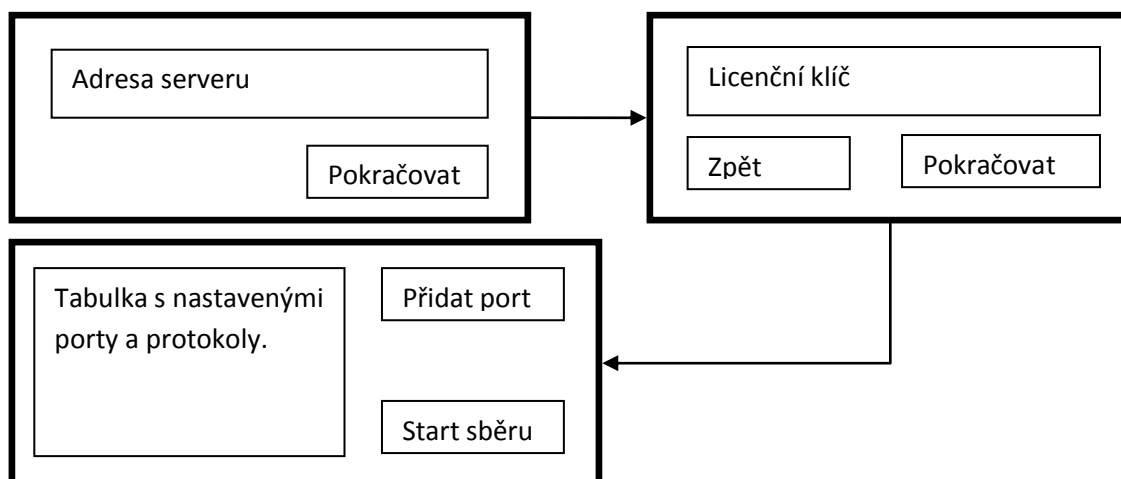 Adresa serveru
Pokračovat
Licenční klíč
Zpět
Pokračovat
Tabulka s nastavenými
porty a protokoly.
Přidat port
Start sběru